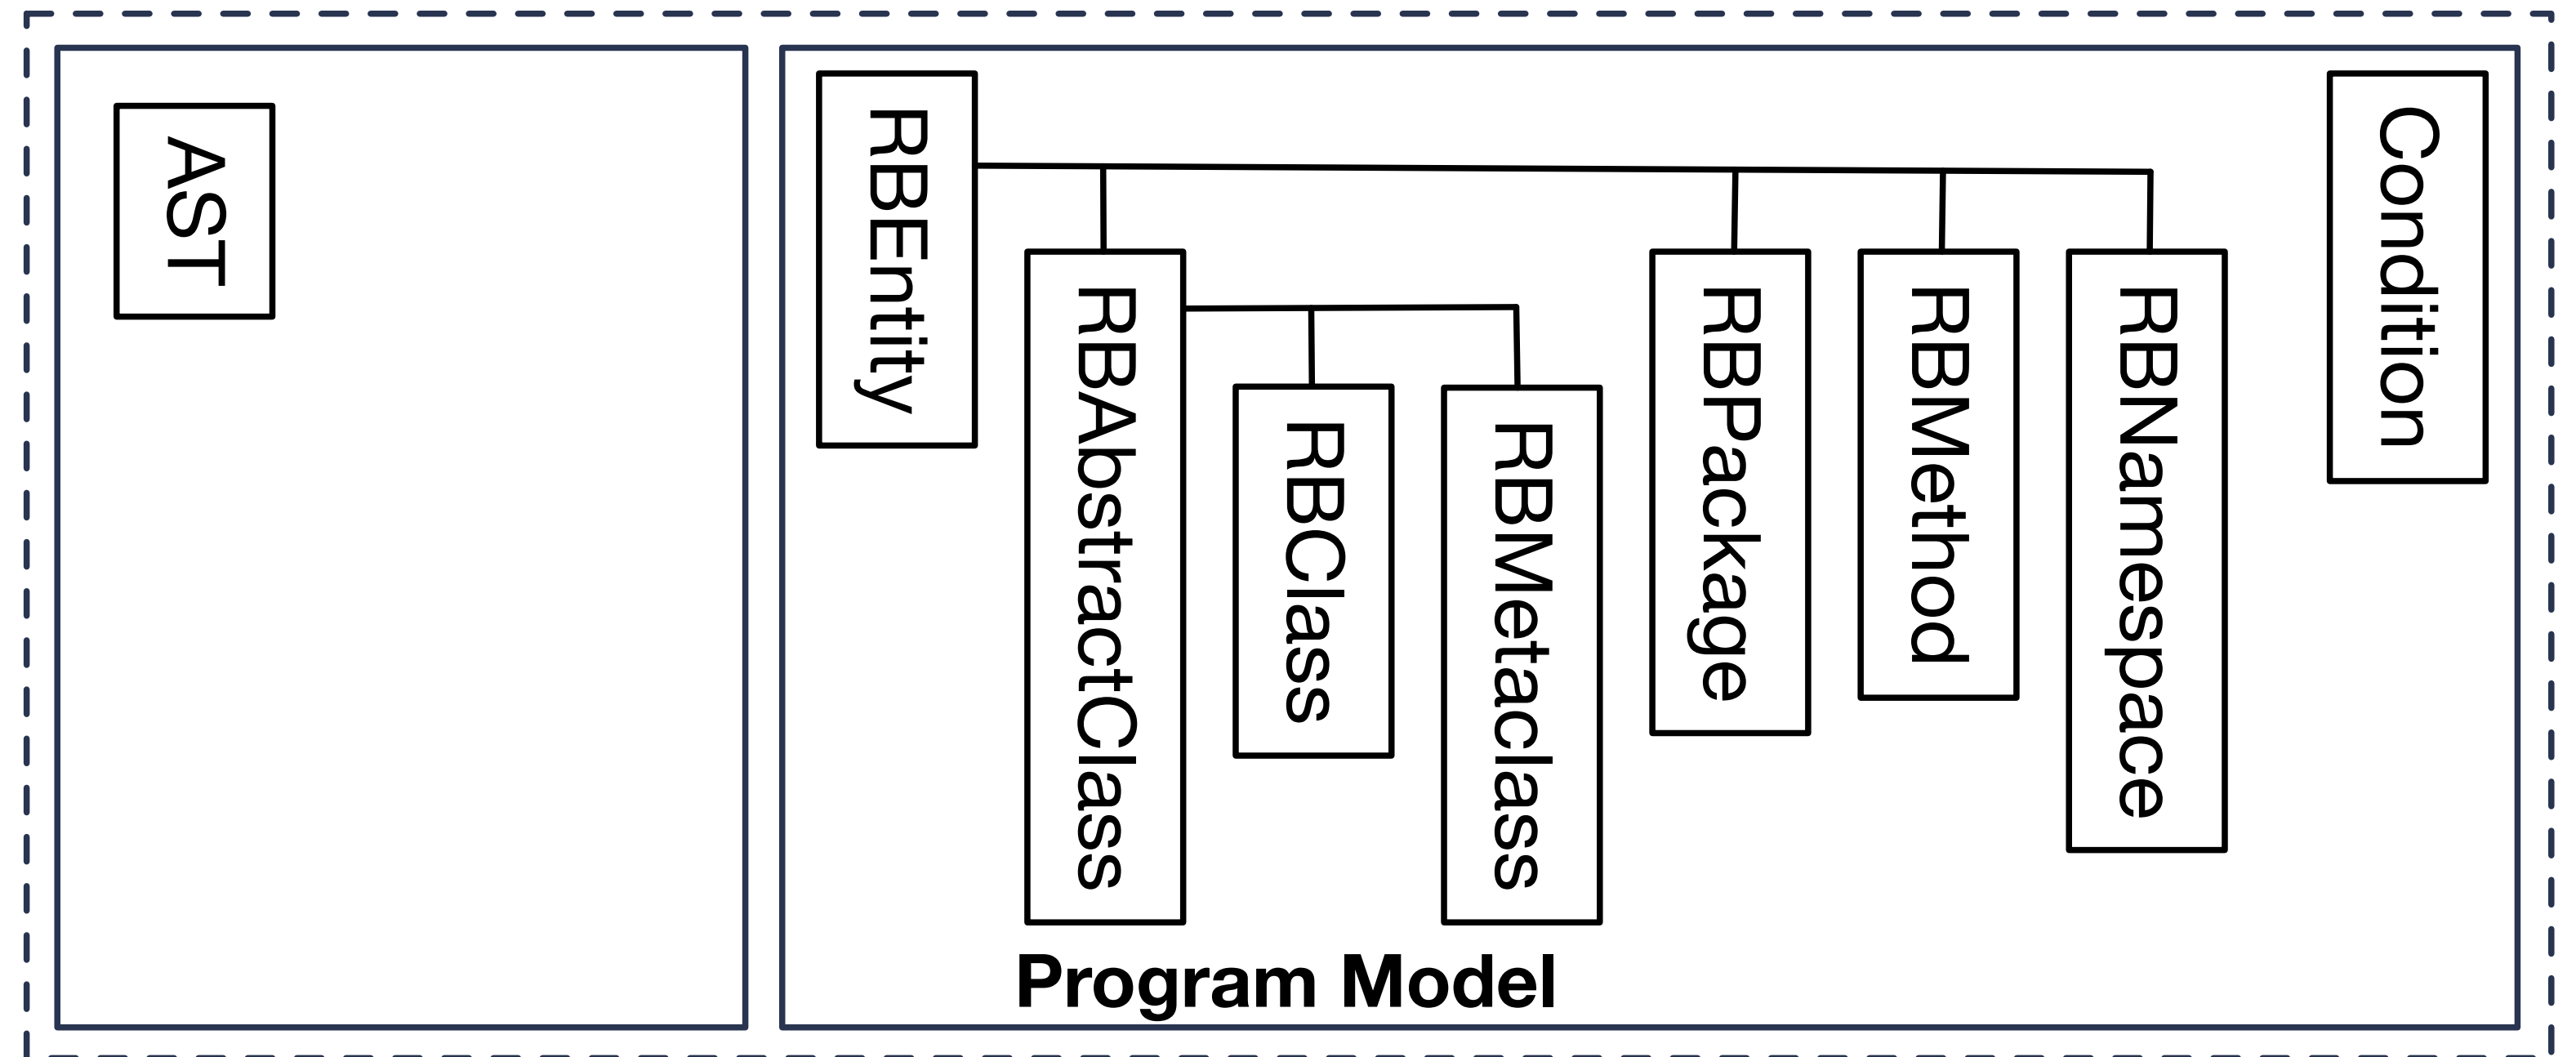 AST
RBEntity
RBAbstractClass
RBClass
RBMetaclass
RBPackage
RBMethod
RBNamespace
Condition
Program Model